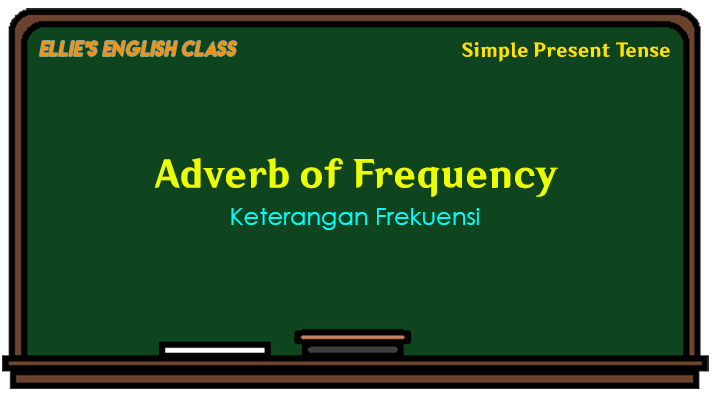 ELLIE'S ENGLISH CLASS
Simple Present Tense
Adverb of Frequency
Keterangan Frekuensi